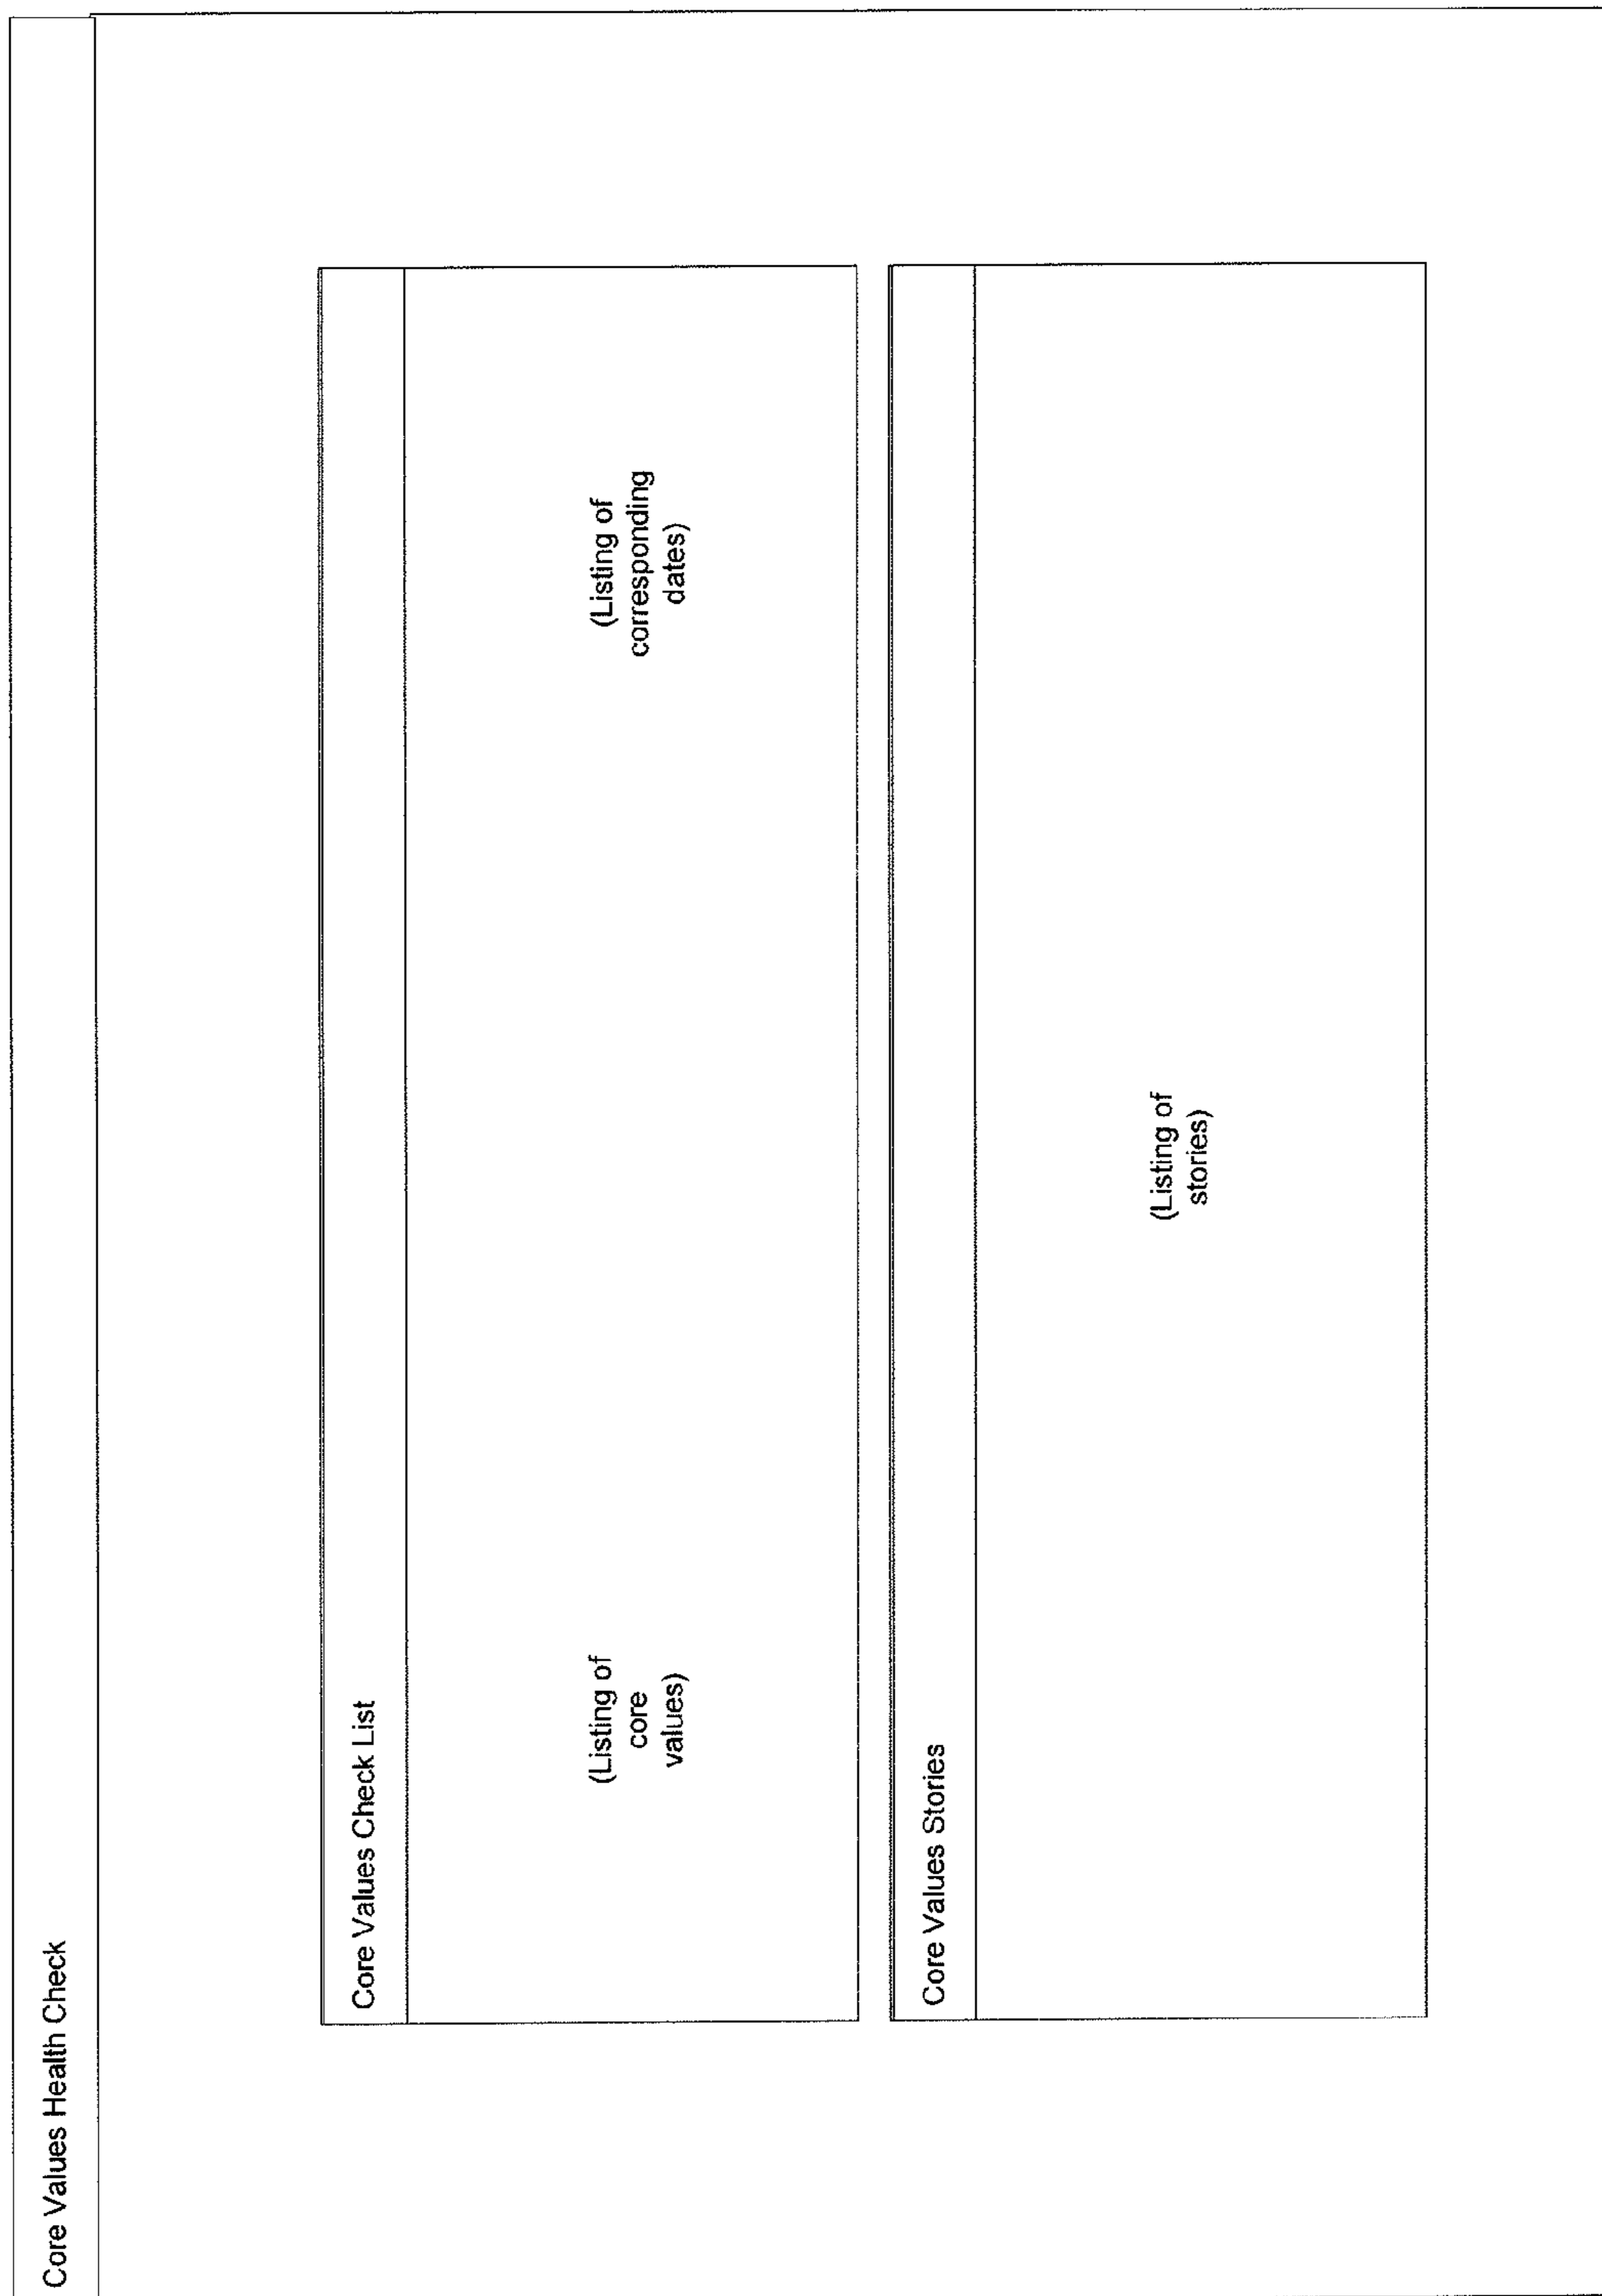 Core Values Health Check
Core Values Check List
(Listing of
core
values)
(Listing of
corresponding
dates)
Core Values Stories
(Listing of
stories)